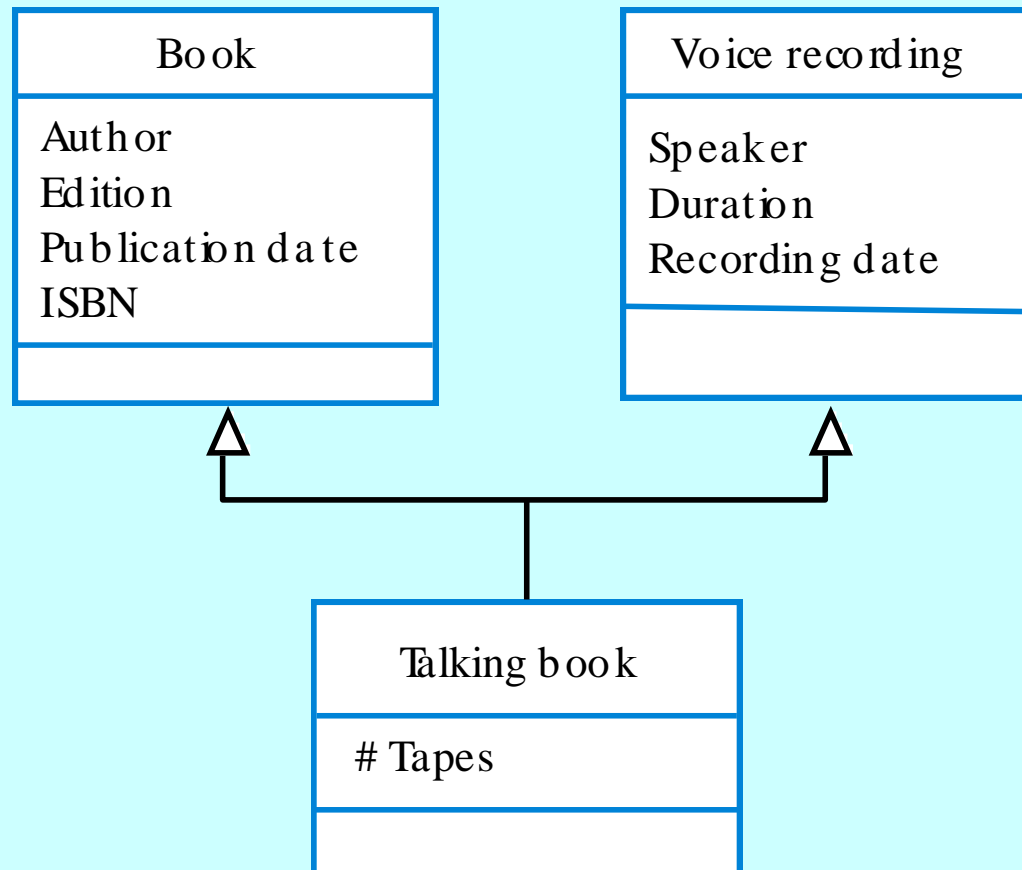 Book
Author
Edition
Publication date
ISBN
Voice recording
Speaker
Duration
Recording date
Talking book
# Tapes